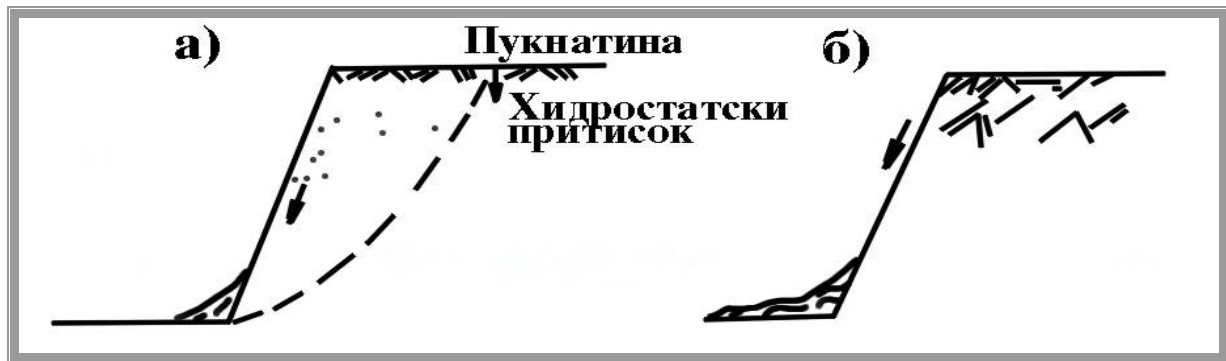 а)
Пукнатина
Хидростатски
притисок
б)